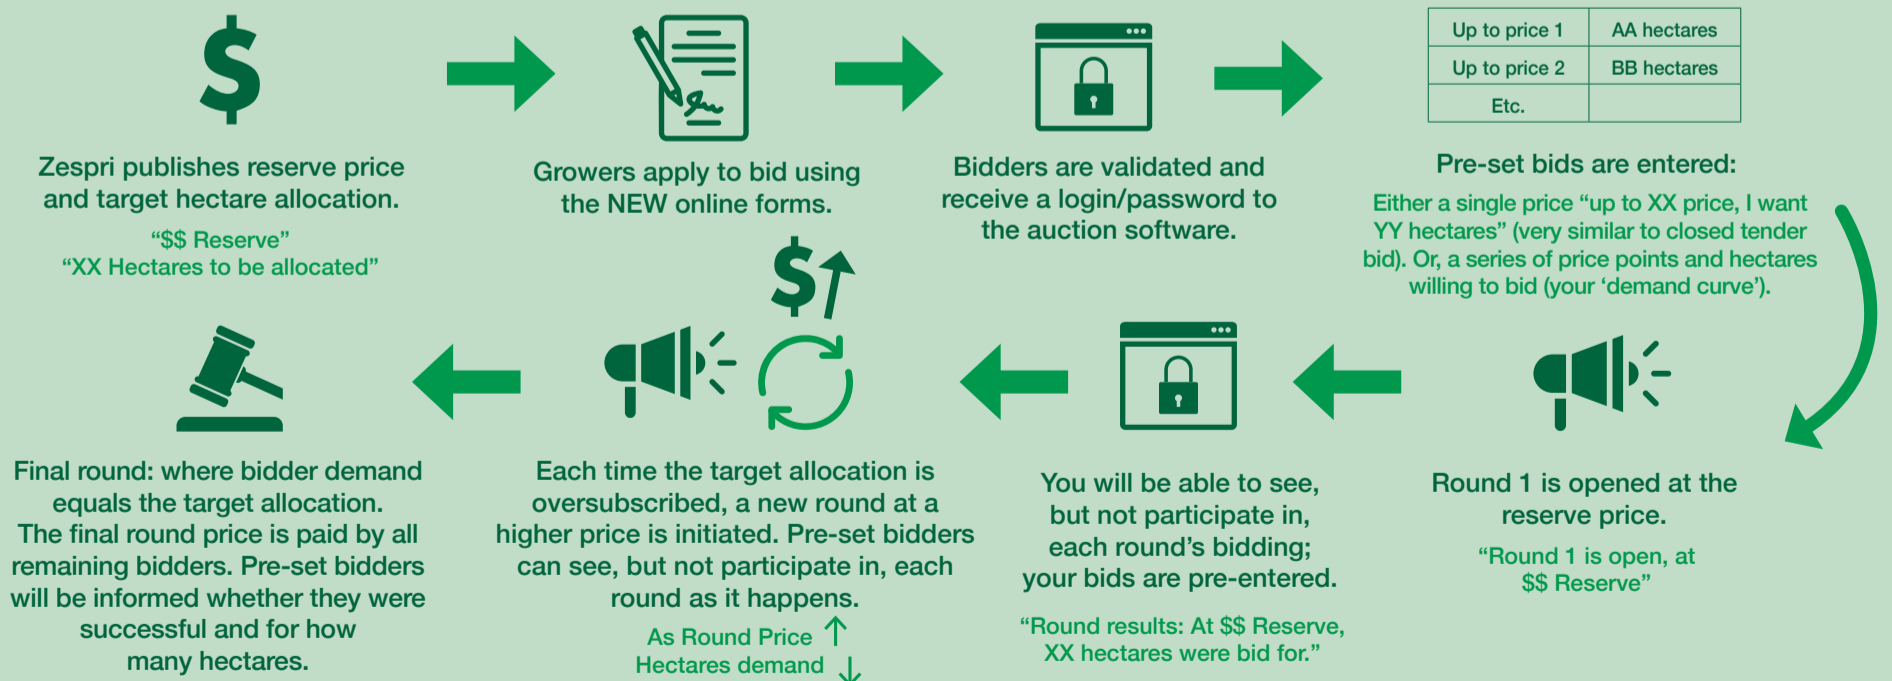 Zespri publishes reserve price
and target hectare allocation.
“$$ Reserve”
“XX Hectares to be allocated”
Growers apply to bid using
the NEW online forms.
Bidders are validated and
receive a login/password to
the auction software.
Up to price 1 AA hectares
Up to price 2 BB hectares
Etc.
Pre-set bids are entered:
Either a single price “up to XX price, I want
YY hectares” (very similar to closed tender
bid). Or, a series of price points and hectares
willing to bid (your ‘demand curve’).
Round 1 is opened at the
reserve price.
“Round 1 is open, at
$$ Reserve”
You will be able to see,
but not participate in,
each round’s bidding;
your bids are pre-entered.
“Round results: At $$ Reserve,
XX hectares were bid for.”
$
Each time the target allocation is
oversubscribed, a new round at a
higher price is initiated. Pre-set bidders
can see, but not participate in, each
round as it happens.
As Round Price ↑
Hectares demand ↓
Final round: where bidder demand
equals the target allocation.
The final round price is paid by all
remaining bidders. Pre-set bidders
will be informed whether they were
successful and for how
many hectares.